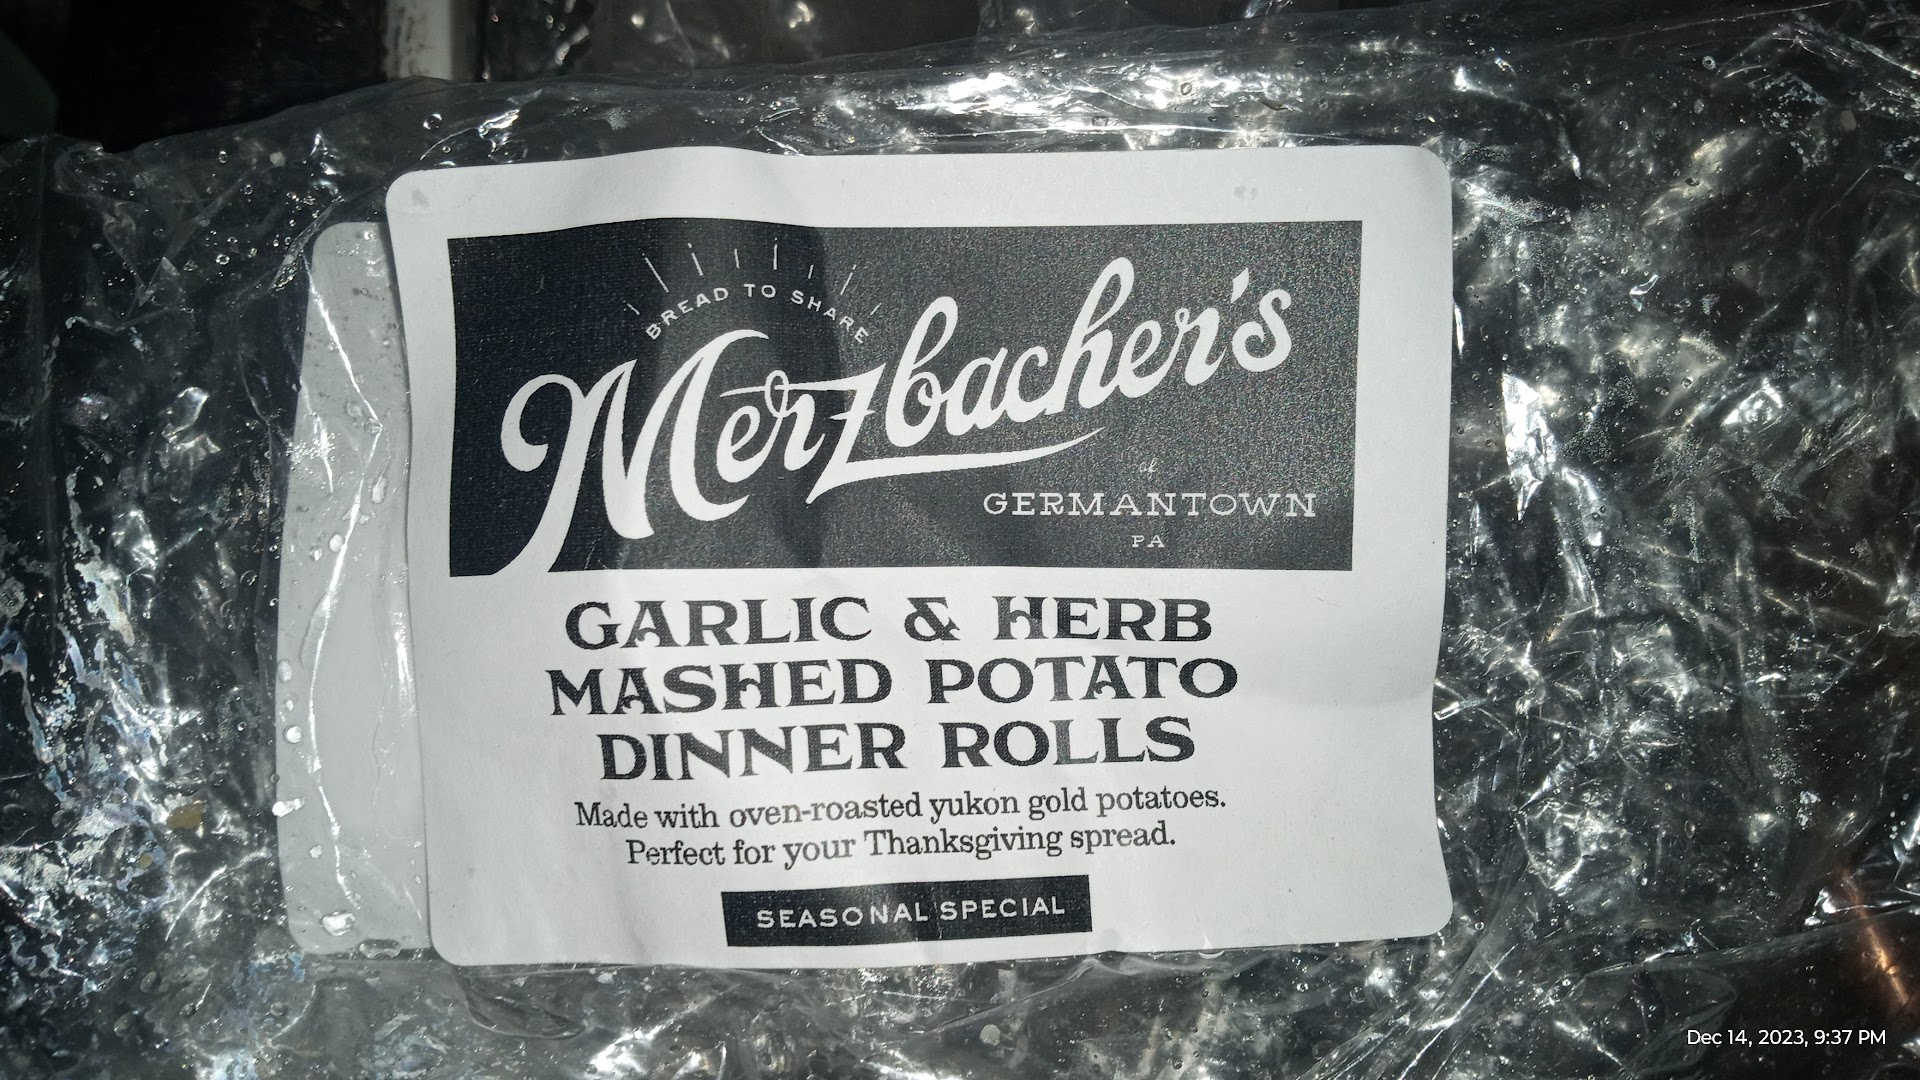 BREAD TO SHARE
Merzbacher's
of
GERMANTOWN
PA
GARLIC & HERB
MASHED POTATO
DINNER ROLLS
Made with oven-roasted yukon gold potatoes.
Perfect for your Thanksgiving spread.
SEASONAL SPECIAL
Dec 14, 2023, 9:37 PM